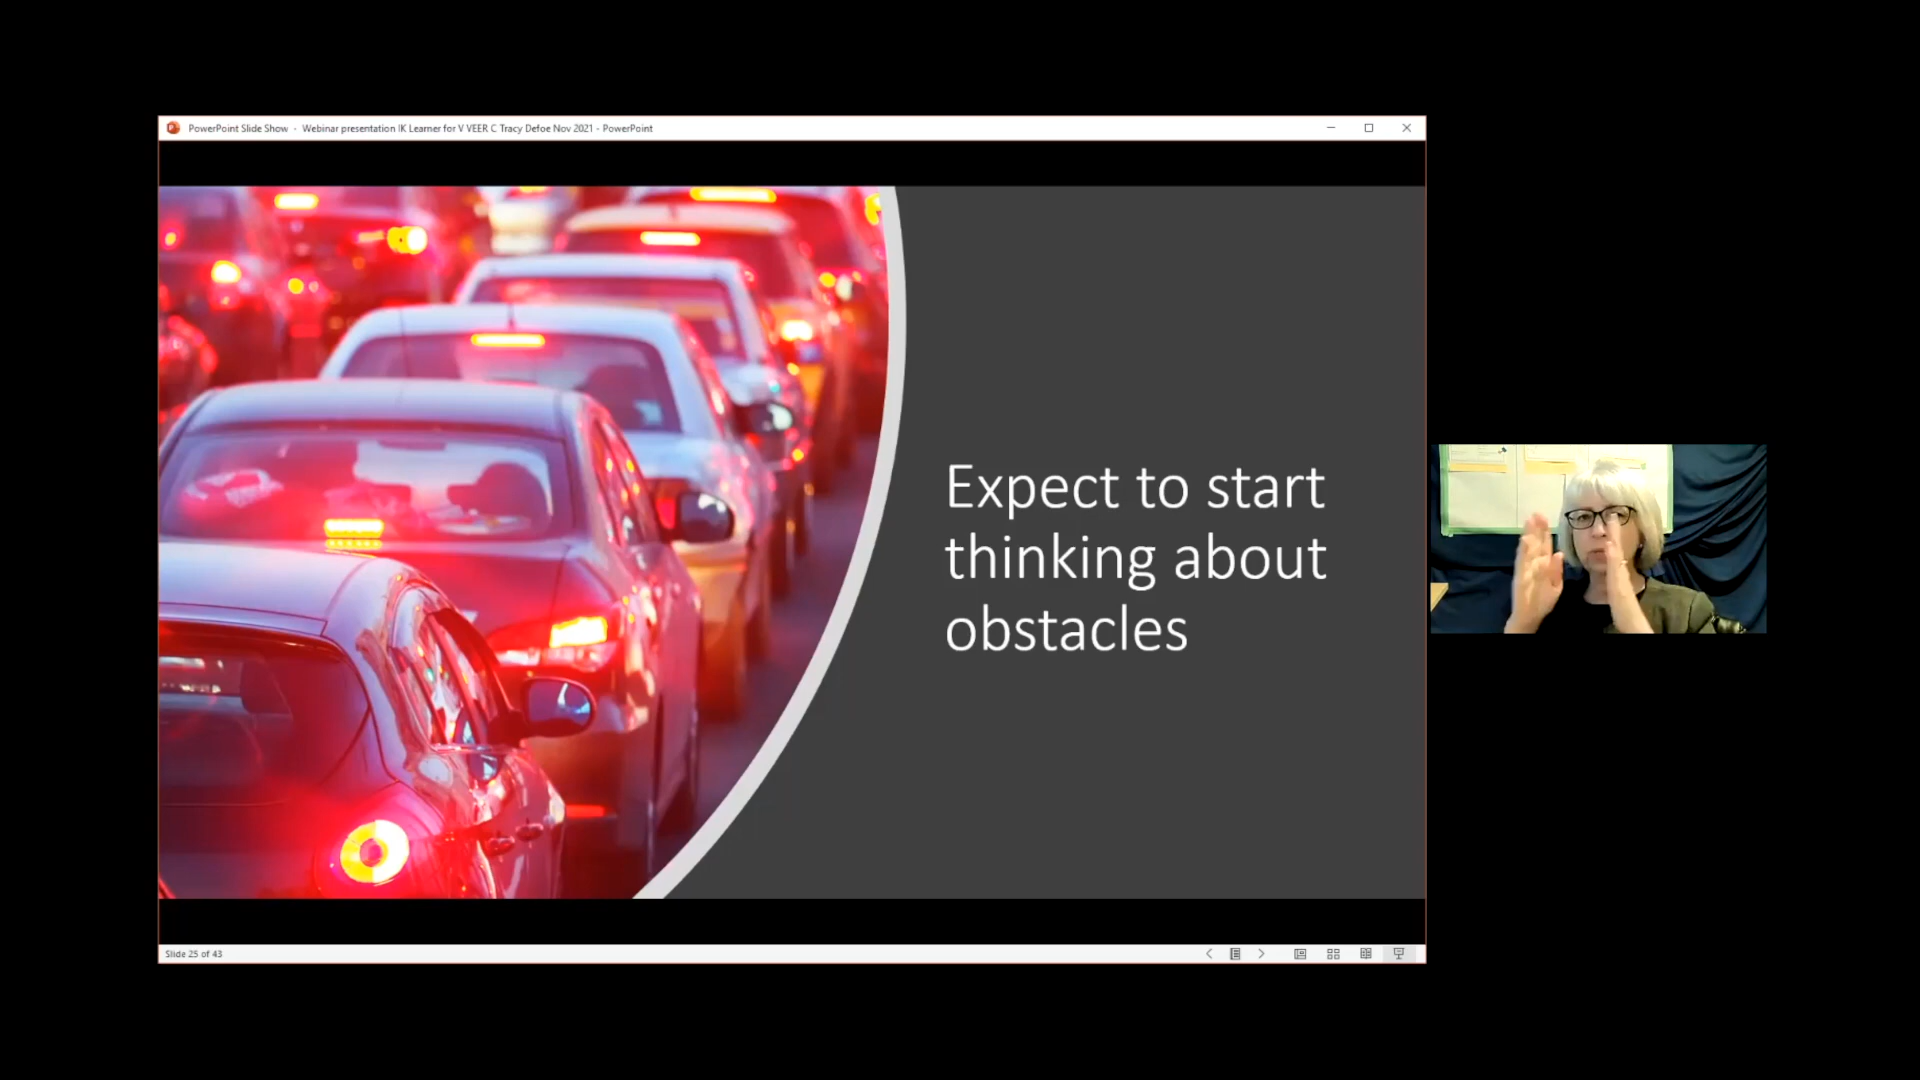 PowerPoint Slide Show - Webinar presentation IK Learner for V VEER C Tracy Defoe Nov 2021 - PowerPoint
Expect to start
thinking about
obstacles
Slide 25 of 43